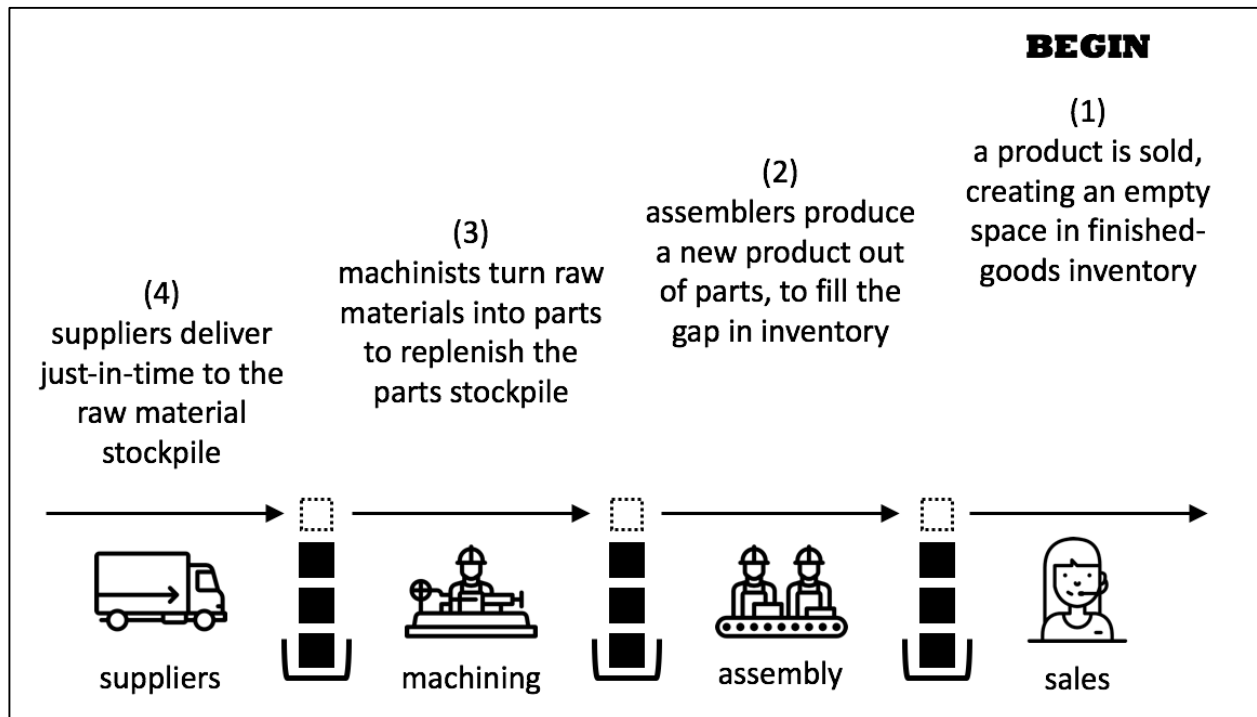 BEGIN
(1)
a product is sold,
creating an empty
space in finished-
goods inventory
(2)
assemblers produce
a new product out
of parts, to fill the
gap in inventory
(3)
machinists turn raw
materials into parts
to replenish the
parts stockpile
(4)
suppliers deliver
just-in-time to the
raw material
stockpile
suppliers
machining
assembly
sales